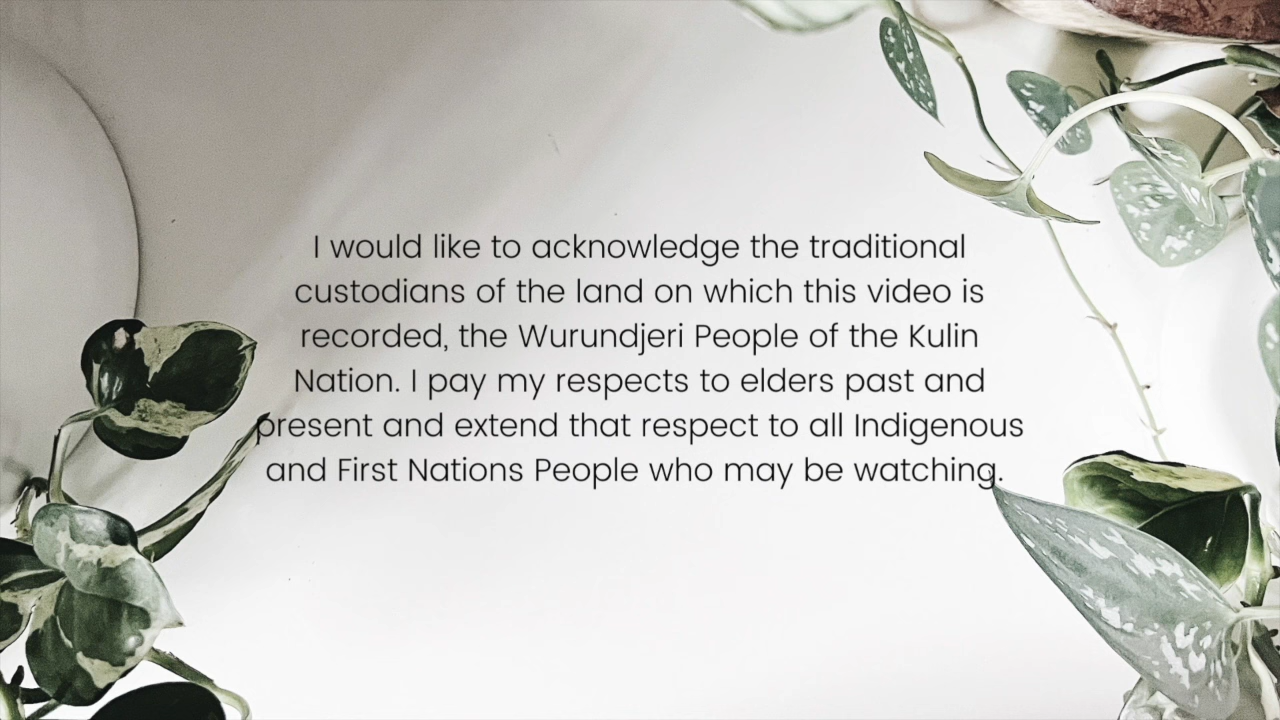 I would like to acknowledge the traditional
custodians of the land on which this video is
recorded, the Wurundjeri People of the Kulin
Nation. I pay my respects to elders past and
present and extend that respect to all Indigenous
and First Nations People who may be watching.